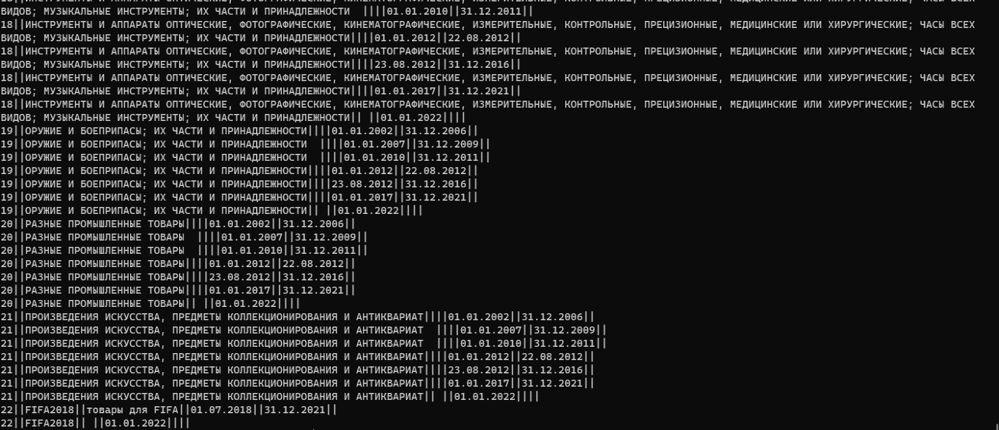 18||ИНСТРУМЕНТЫ И АППАРАТЫ ОПТИЧЕСКИЕ, ФОТОГРАФИЧЕСКИЕ, КИНЕМАТОГРАФИЧЕСКИЕ, ИЗМЕРИТЕЛЬНЫЕ, КОНТРОЛЬНЫЕ, ПРЕЦИЗИОННЫЕ, МЕДИЦИНСКИЕ ИЛИ ХИРУРГИЧЕСКИЕ; ЧАСЫ ВСЕХ
ВИДОВ; МУЗЫКАЛЬНЫЕ ИНСТРУМЕНТЫ; ИХ ЧАСТИ И ПРИНАДЛЕЖНОСТИ  ||||01.01.2010||31.12.2011||
18||ИНСТРУМЕНТЫ И АППАРАТЫ ОПТИЧЕСКИЕ, ФОТОГРАФИЧЕСКИЕ, КИНЕМАТОГРАФИЧЕСКИЕ, ИЗМЕРИТЕЛЬНЫЕ, КОНТРОЛЬНЫЕ, ПРЕЦИЗИОННЫЕ, МЕДИЦИНСКИЕ ИЛИ ХИРУРГИЧЕСКИЕ; ЧАСЫ ВСЕХ
ВИДОВ; МУЗЫКАЛЬНЫЕ ИНСТРУМЕНТЫ; ИХ ЧАСТИ И ПРИНАДЛЕЖНОСТИ||||01.01.2012||22.08.2012||
18||ИНСТРУМЕНТЫ И АППАРАТЫ ОПТИЧЕСКИЕ, ФОТОГРАФИЧЕСКИЕ, КИНЕМАТОГРАФИЧЕСКИЕ, ИЗМЕРИТЕЛЬНЫЕ, КОНТРОЛЬНЫЕ, ПРЕЦИЗИОННЫЕ, МЕДИЦИНСКИЕ ИЛИ ХИРУРГИЧЕСКИЕ; ЧАСЫ ВСЕХ
ВИДОВ; МУЗЫКАЛЬНЫЕ ИНСТРУМЕНТЫ; ИХ ЧАСТИ И ПРИНАДЛЕЖНОСТИ||||23.08.2012||31.12.2016||
18||ИНСТРУМЕНТЫ И АППАРАТЫ ОПТИЧЕСКИЕ, ФОТОГРАФИЧЕСКИЕ, КИНЕМАТОГРАФИЧЕСКИЕ, ИЗМЕРИТЕЛЬНЫЕ, КОНТРОЛЬНЫЕ, ПРЕЦИЗИОННЫЕ, МЕДИЦИНСКИЕ ИЛИ ХИРУРГИЧЕСКИЕ; ЧАСЫ ВСЕХ
ВИДОВ; МУЗЫКАЛЬНЫЕ ИНСТРУМЕНТЫ; ИХ ЧАСТИ И ПРИНАДЛЕЖНОСТИ||||01.01.2017||31.12.2021||
18||ИНСТРУМЕНТЫ И АППАРАТЫ ОПТИЧЕСКИЕ, ФОТОГРАФИЧЕСКИЕ, КИНЕМАТОГРАФИЧЕСКИЕ, ИЗМЕРИТЕЛЬНЫЕ, КОНТРОЛЬНЫЕ, ПРЕЦИЗИОННЫЕ, МЕДИЦИНСКИЕ ИЛИ ХИРУРГИЧЕСКИЕ; ЧАСЫ ВСЕХ
ВИДОВ; МУЗЫКАЛЬНЫЕ ИНСТРУМЕНТЫ; ИХ ЧАСТИ И ПРИНАДЛЕЖНОСТИ|| ||01.01.2022||||
19||ОРУЖИЕ И БОЕПРИПАСЫ; ИХ ЧАСТИ И ПРИНАДЛЕЖНОСТИ||||01.01.2002||31.12.2006||
19||ОРУЖИЕ И БОЕПРИПАСЫ; ИХ ЧАСТИ И ПРИНАДЛЕЖНОСТИ  ||||01.01.2007||31.12.2009||
19||ОРУЖИЕ И БОЕПРИПАСЫ; ИХ ЧАСТИ И ПРИНАДЛЕЖНОСТИ  ||||01.01.2010||31.12.2011||
19||ОРУЖИЕ И БОЕПРИПАСЫ; ИХ ЧАСТИ И ПРИНАДЛЕЖНОСТИ||||01.01.2012||22.08.2012||
19||ОРУЖИЕ И БОЕПРИПАСЫ; ИХ ЧАСТИ И ПРИНАДЛЕЖНОСТИ||||23.08.2012||31.12.2016||
19||ОРУЖИЕ И БОЕПРИПАСЫ; ИХ ЧАСТИ И ПРИНАДЛЕЖНОСТИ||||01.01.2017||31.12.2021||
19||ОРУЖИЕ И БОЕПРИПАСЫ; ИХ ЧАСТИ И ПРИНАДЛЕЖНОСТИ|| ||01.01.2022||||
20||РАЗНЫЕ ПРОМЫШЛЕННЫЕ ТОВАРЫ||||01.01.2002||31.12.2006||
20||РАЗНЫЕ ПРОМЫШЛЕННЫЕ ТОВАРЫ  ||||01.01.2007||31.12.2009||
20||РАЗНЫЕ ПРОМЫШЛЕННЫЕ ТОВАРЫ  ||||01.01.2010||31.12.2011||
20||РАЗНЫЕ ПРОМЫШЛЕННЫЕ ТОВАРЫ||||01.01.2012||22.08.2012||
20||РАЗНЫЕ ПРОМЫШЛЕННЫЕ ТОВАРЫ||||23.08.2012||31.12.2016||
20||РАЗНЫЕ ПРОМЫШЛЕННЫЕ ТОВАРЫ||||01.01.2017||31.12.2021||
20||РАЗНЫЕ ПРОМЫШЛЕННЫЕ ТОВАРЫ|| ||01.01.2022||||
21||ПРОИЗВЕДЕНИЯ ИСКУССТВА, ПРЕДМЕТЫ КОЛЛЕКЦИОНИРОВАНИЯ И АНТИКВАРИАТ||||01.01.2002||31.12.2006||
21||ПРОИЗВЕДЕНИЯ ИСКУССТВА, ПРЕДМЕТЫ КОЛЛЕКЦИОНИРОВАНИЯ И АНТИКВАРИАТ  ||||01.01.2007||31.12.2009||
21||ПРОИЗВЕДЕНИЯ ИСКУССТВА, ПРЕДМЕТЫ КОЛЛЕКЦИОНИРОВАНИЯ И АНТИКВАРИАТ  ||||01.01.2010||31.12.2011||
21||ПРОИЗВЕДЕНИЯ ИСКУССТВА, ПРЕДМЕТЫ КОЛЛЕКЦИОНИРОВАНИЯ И АНТИКВАРИАТ||||01.01.2012||22.08.2012||
21||ПРОИЗВЕДЕНИЯ ИСКУССТВА, ПРЕДМЕТЫ КОЛЛЕКЦИОНИРОВАНИЯ И АНТИКВАРИАТ||||23.08.2012||31.12.2016||
21||ПРОИЗВЕДЕНИЯ ИСКУССТВА, ПРЕДМЕТЫ КОЛЛЕКЦИОНИРОВАНИЯ И АНТИКВАРИАТ||||01.01.2017||31.12.2021||
21||ПРОИЗВЕДЕНИЯ ИСКУССТВА, ПРЕДМЕТЫ КОЛЛЕКЦИОНИРОВАНИЯ И АНТИКВАРИАТ|| ||01.01.2022||||
22||FIFA2018||товары для FIFA||01.07.2018||31.12.2021||
22||FIFA2018|| ||01.01.2022||||